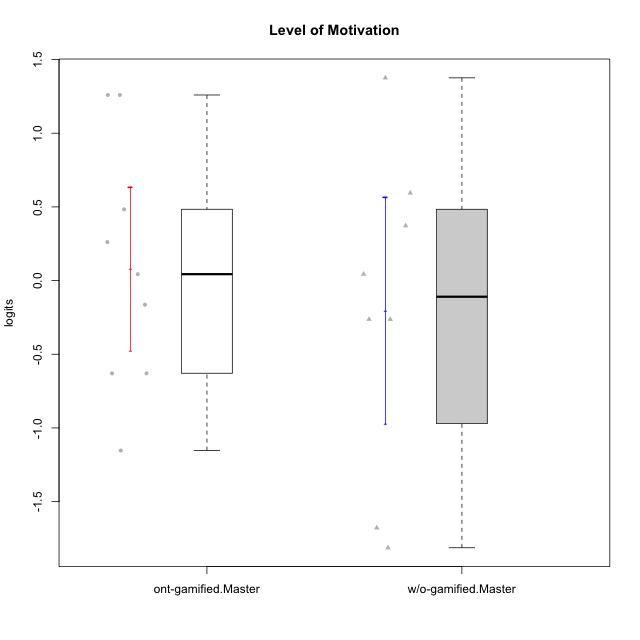 Level of Motivation
logits
1.5
1.0
0.5
0.0
-0.5
-1.0
-1.5
ont-gamified.Master
w/o-gamified.Master